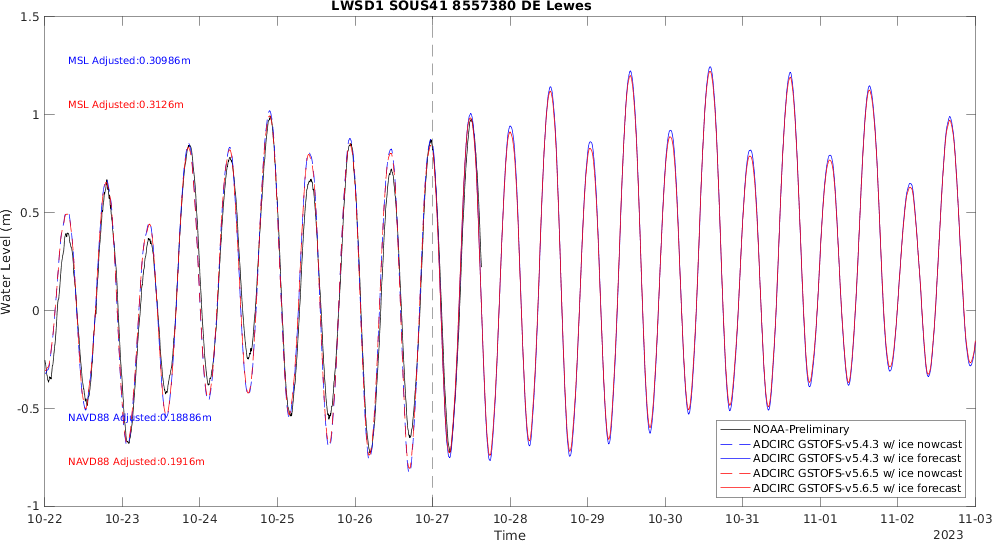 LWSD1 SOUS41 8557380 DE Lewes
1.5
MSL Adjusted:0.30986m
MSL Adjusted:0.3126m
1
0.5
Water Level (m)
0
-0.5
NAVD88 Adjusted:0.18886m
NAVD88 Adjusted:0.1916m
-1
NOAA-Preliminary
ADCIRC GSTOFS-v5.4.3 w/ ice nowcast
ADCIRC GSTOFS-v5.4.3 w/ ice forecast
ADCIRC GSTOFS-v5.6.5 w/ ice nowcast
ADCIRC GSTOFS-v5.6.5 w/ ice forecast
10-22 10-23 10-24 10-25 10-26 10-27 10-28 10-29 10-30 10-31 11-01 11-02 11-03
Time
2023